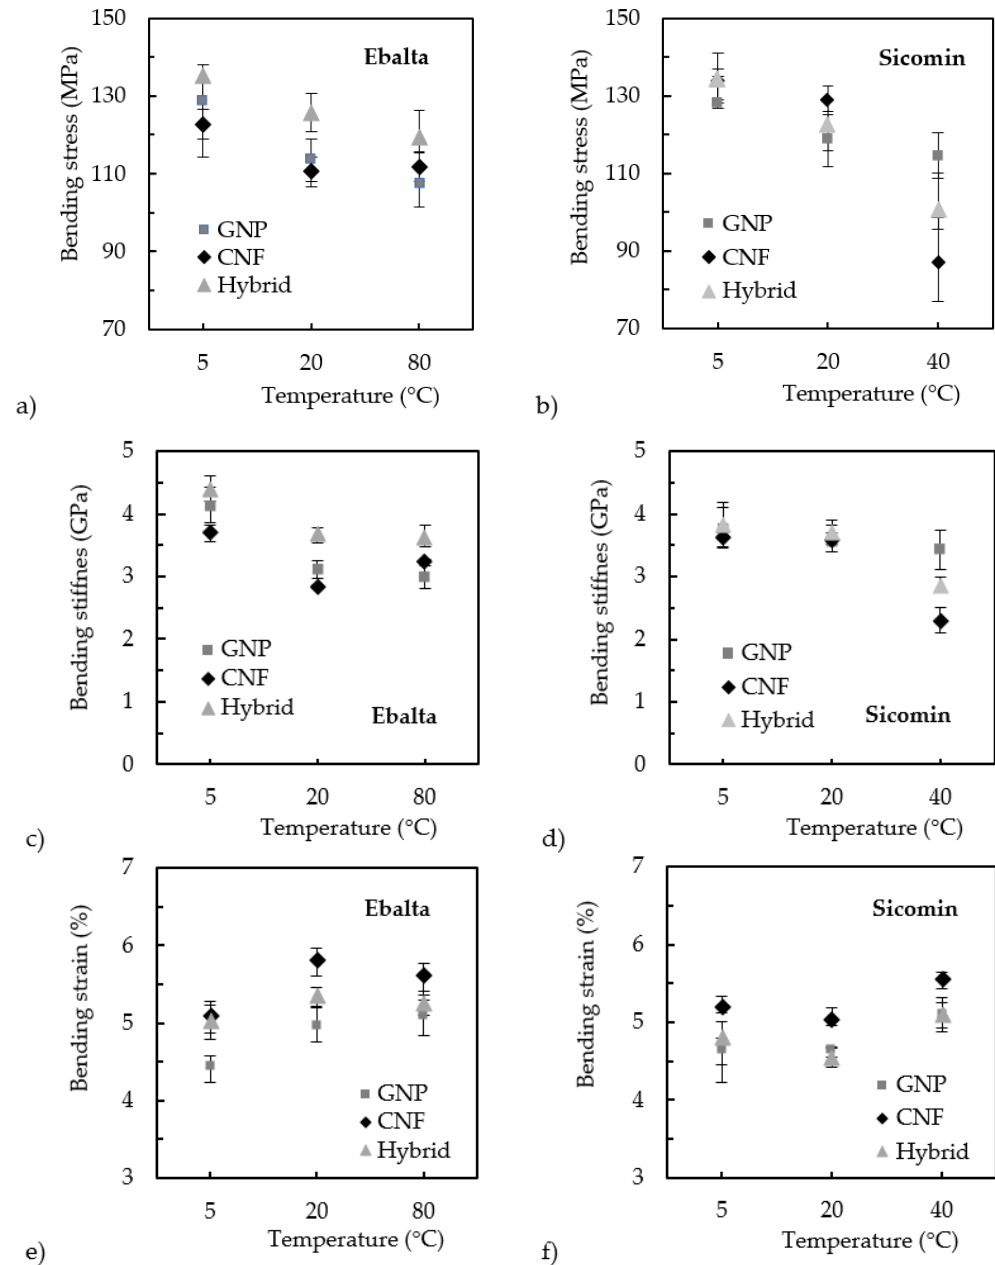 150
Ebalta
130
110
90
70
Bending stress (MPa)
GNP
CNF
Hybrid
5 20 80
Temperature (°C)
a)
150
Sicomin
130
110
90
70
Bending stress (MPa)
GNP
CNF
Hybrid
5 20 40
Temperature (°C)
b)
5
4
3
2
1
0
Bending stiffnes (GPa)
GNP
CNF
Hybrid
Ebalta
5 20 80
Temperature (°C)
c)
5
4
3
2
1
0
Bending stiffnes (GPa)
GNP
CNF
Hybrid
Sicomin
5 20 40
Temperature (°C)
d)
7
Ebalta
6
5
4
3
Bending strain (%)
GNP
CNF
Hybrid
5 20 80
Temperature (°C)
e)
7
Sicomin
6
5
4
3
Bending strain (%)
GNP
CNF
Hybrid
5 20 40
Temperature (°C)
f)